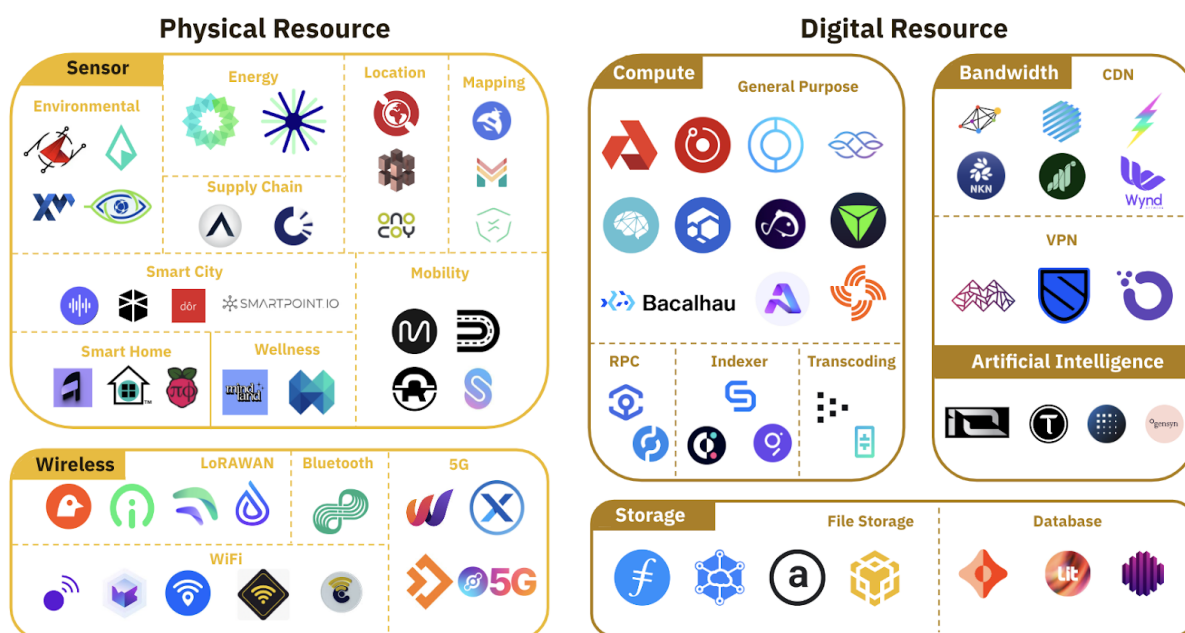 Physical Resource
Sensor
Environmental
Energy
Location
Mapping
Supply Chain
ONO
COY
Smart City
dôr
SMARTPOINT IO
Mobility
Smart Home
Wellness
mind
land
Wireless
LoRAWAN
Bluetooth
5G
WiFi
5G
Digital Resource
Compute
General Purpose
Bacalhau
RPC
Indexer
Transcoding
Bandwidth
CDN
NKN
Wynd
VPN
Artificial Intelligence
gensyn
Storage
File Storage
Database
a
Lit